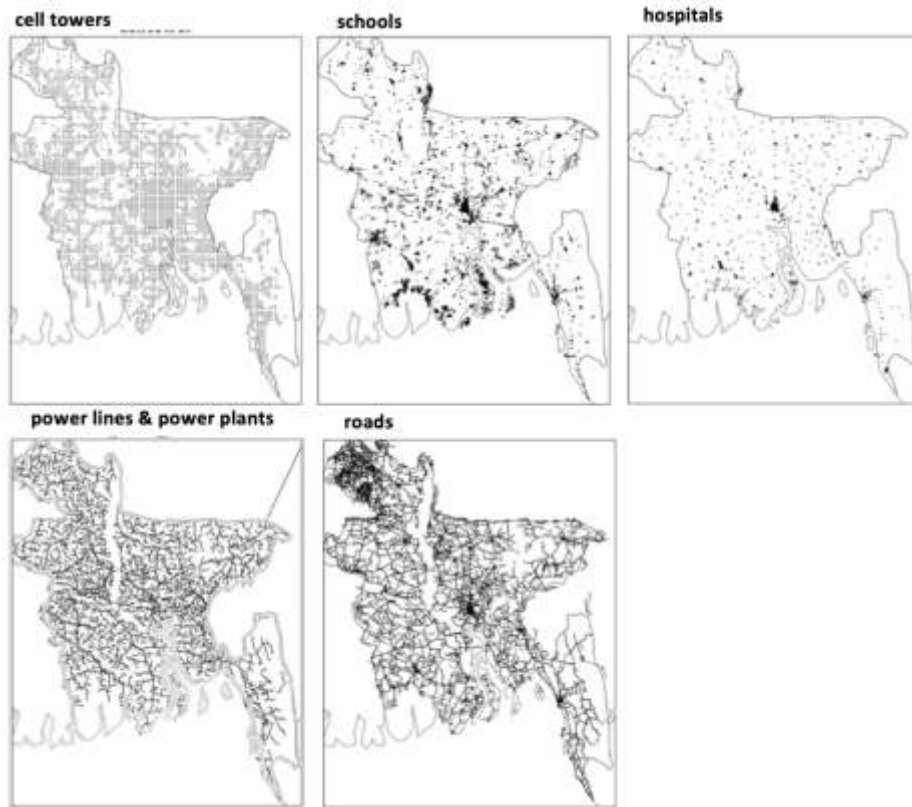 cell towers
schools
hospitals
power lines & power plants
roads